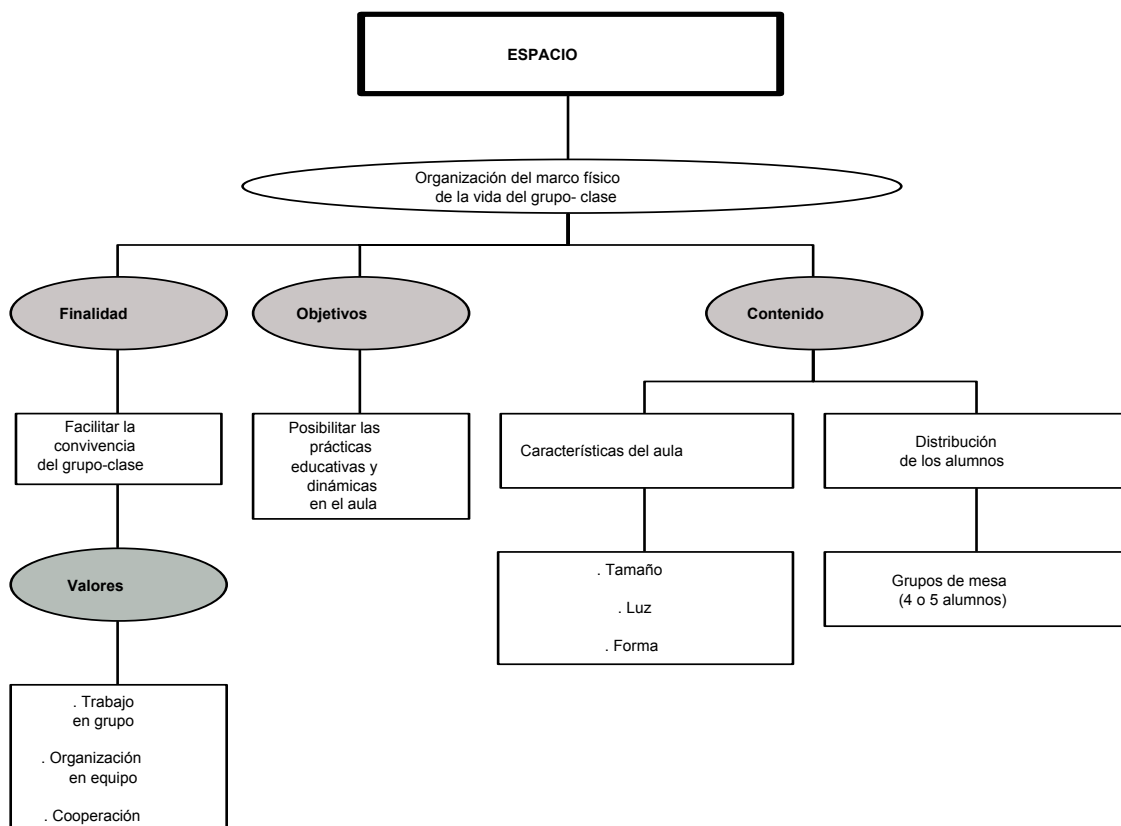 ESPACIO
Organización del marco físico
de la vida del grupo- clase
Finalidad
Objetivos
Contenido
Facilitar la
convivencia
del grupo-clase
Posibilitar las
prácticas
educativas y
dinámicas
en el aula
Características del aula
Distribución
de los alumnos
Valores
. Tamaño
. Luz
. Forma
Grupos de mesa
(4 o 5 alumnos)
. Trabajo
en grupo
. Organización
en equipo
. Cooperación